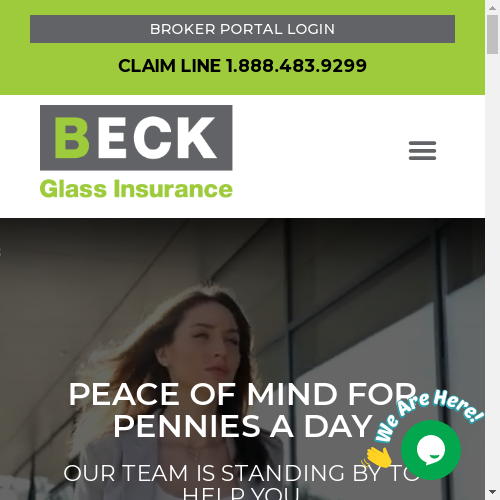 BROKER PORTAL LOGIN
CLAIM LINE 1.888.483.9299
BECK
Glass Insurance
PEACE OF MIND FOR
PENNIES A DAY
We Are Here!
OUR TEAM IS STANDING BY TO
HELP YOU